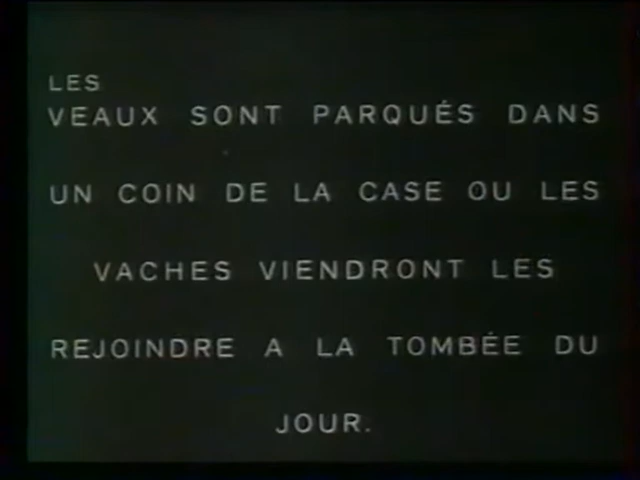 LES
VEAUX SONT PARQUÉS DANS
UN COIN DE LA CASE OU LES
VACHES VIENDRONT LES
REJOINDRE A LA TOMBÉE DU
JOUR.